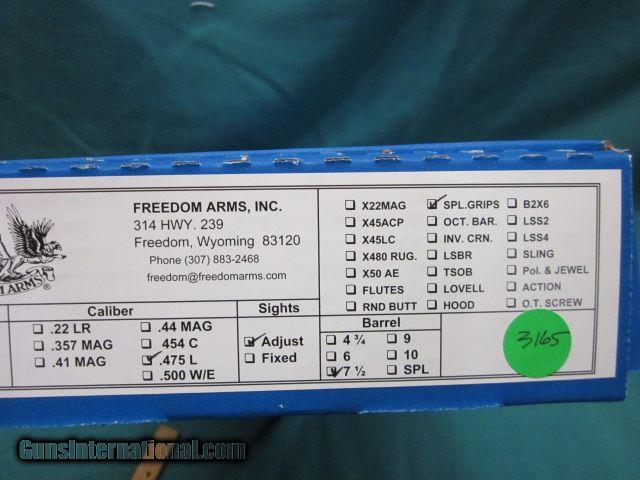 FREEDOM ARMS, INC.
314 HWY. 239
Freedom, Wyoming 83120
Phone (307) 883-2468
freedom@freedomarms.com
M ARMS ®
X22MAG SPL.GRIPS B2X6
X45ACP OCT. BAR. LSS2
X45LC INV. CRN. LSS4
X480 RUG. LSBR SLING
X50 AE TSOB Pol. & JEWEL
FLUTES LOVELL ACTION
RND BUTT HOOD O.T. SCREW
Caliber Sights Barrel
.22 LR .44 MAG Adjust 4 ¾ 9
.357 MAG 454 C Fixed 6 10
.41 MAG .475 L 7 ½ SPL
.500 W/E
3165
GunsInternational.com